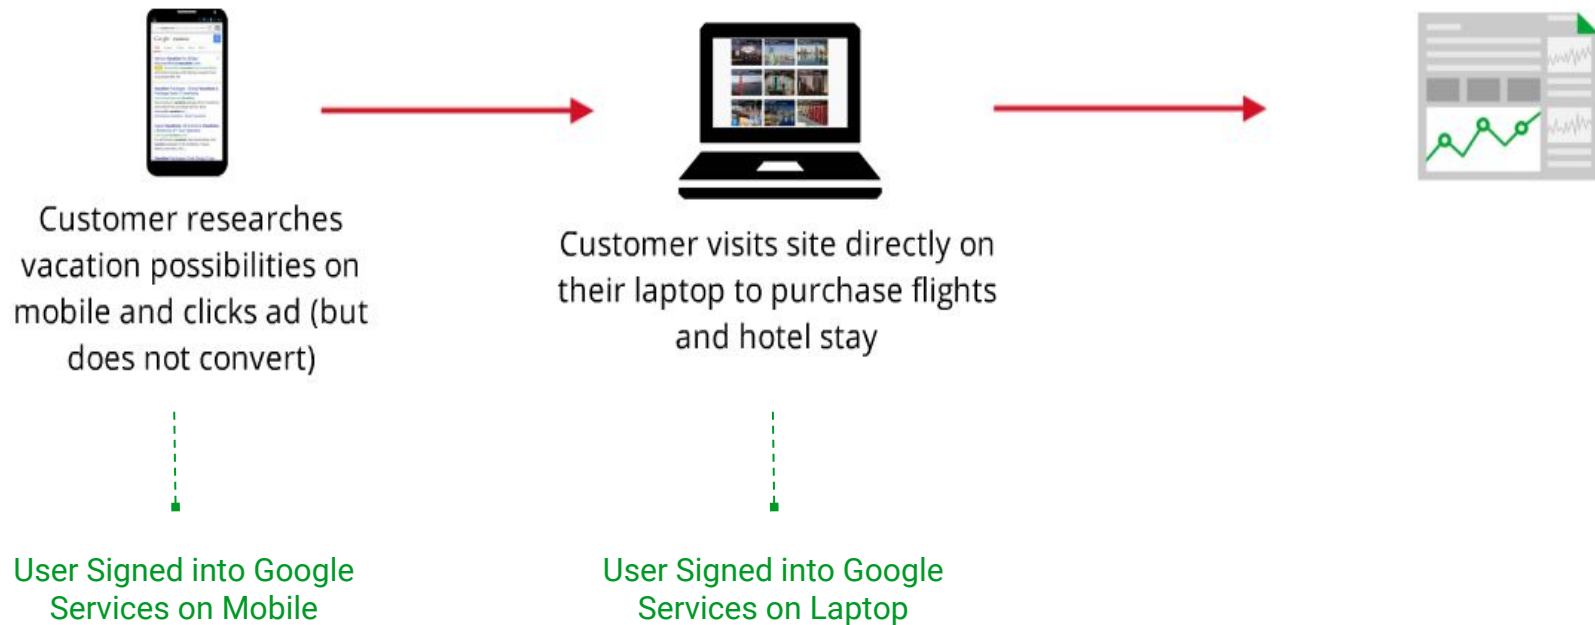 Customer researches
vacation possibilities on
mobile and clicks ad (but
does not convert)
Customer visits site directly on
their laptop to purchase flights
and hotel stay
User Signed into Google
Services on Mobile
User Signed into Google
Services on Laptop